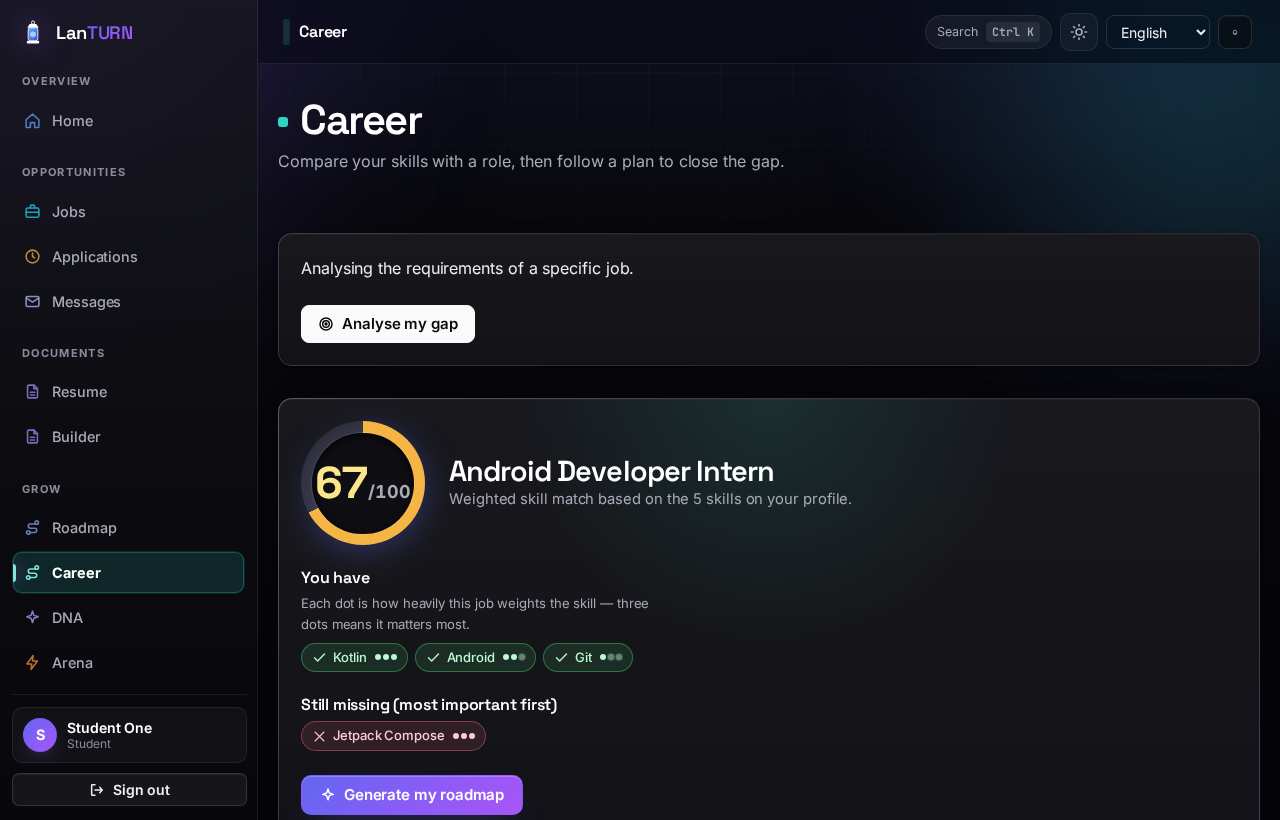 LanTURN
OVERVIEW
Home
OPPORTUNITIES
Jobs
Applications
Messages
DOCUMENTS
Resume
Builder
GROW
Roadmap
Career
DNA
Arena
S
Student One
Student
Sign out
Career
Search Ctrl K
English
Career
Compare your skills with a role, then follow a plan to close the gap.
Analysing the requirements of a specific job.
Analyse my gap
67/100
Android Developer Intern
Weighted skill match based on the 5 skills on your profile.
You have
Each dot is how heavily this job weights the skill — three
dots means it matters most.
Kotlin
Android
Git
Still missing (most important first)
Jetpack Compose
Generate my roadmap